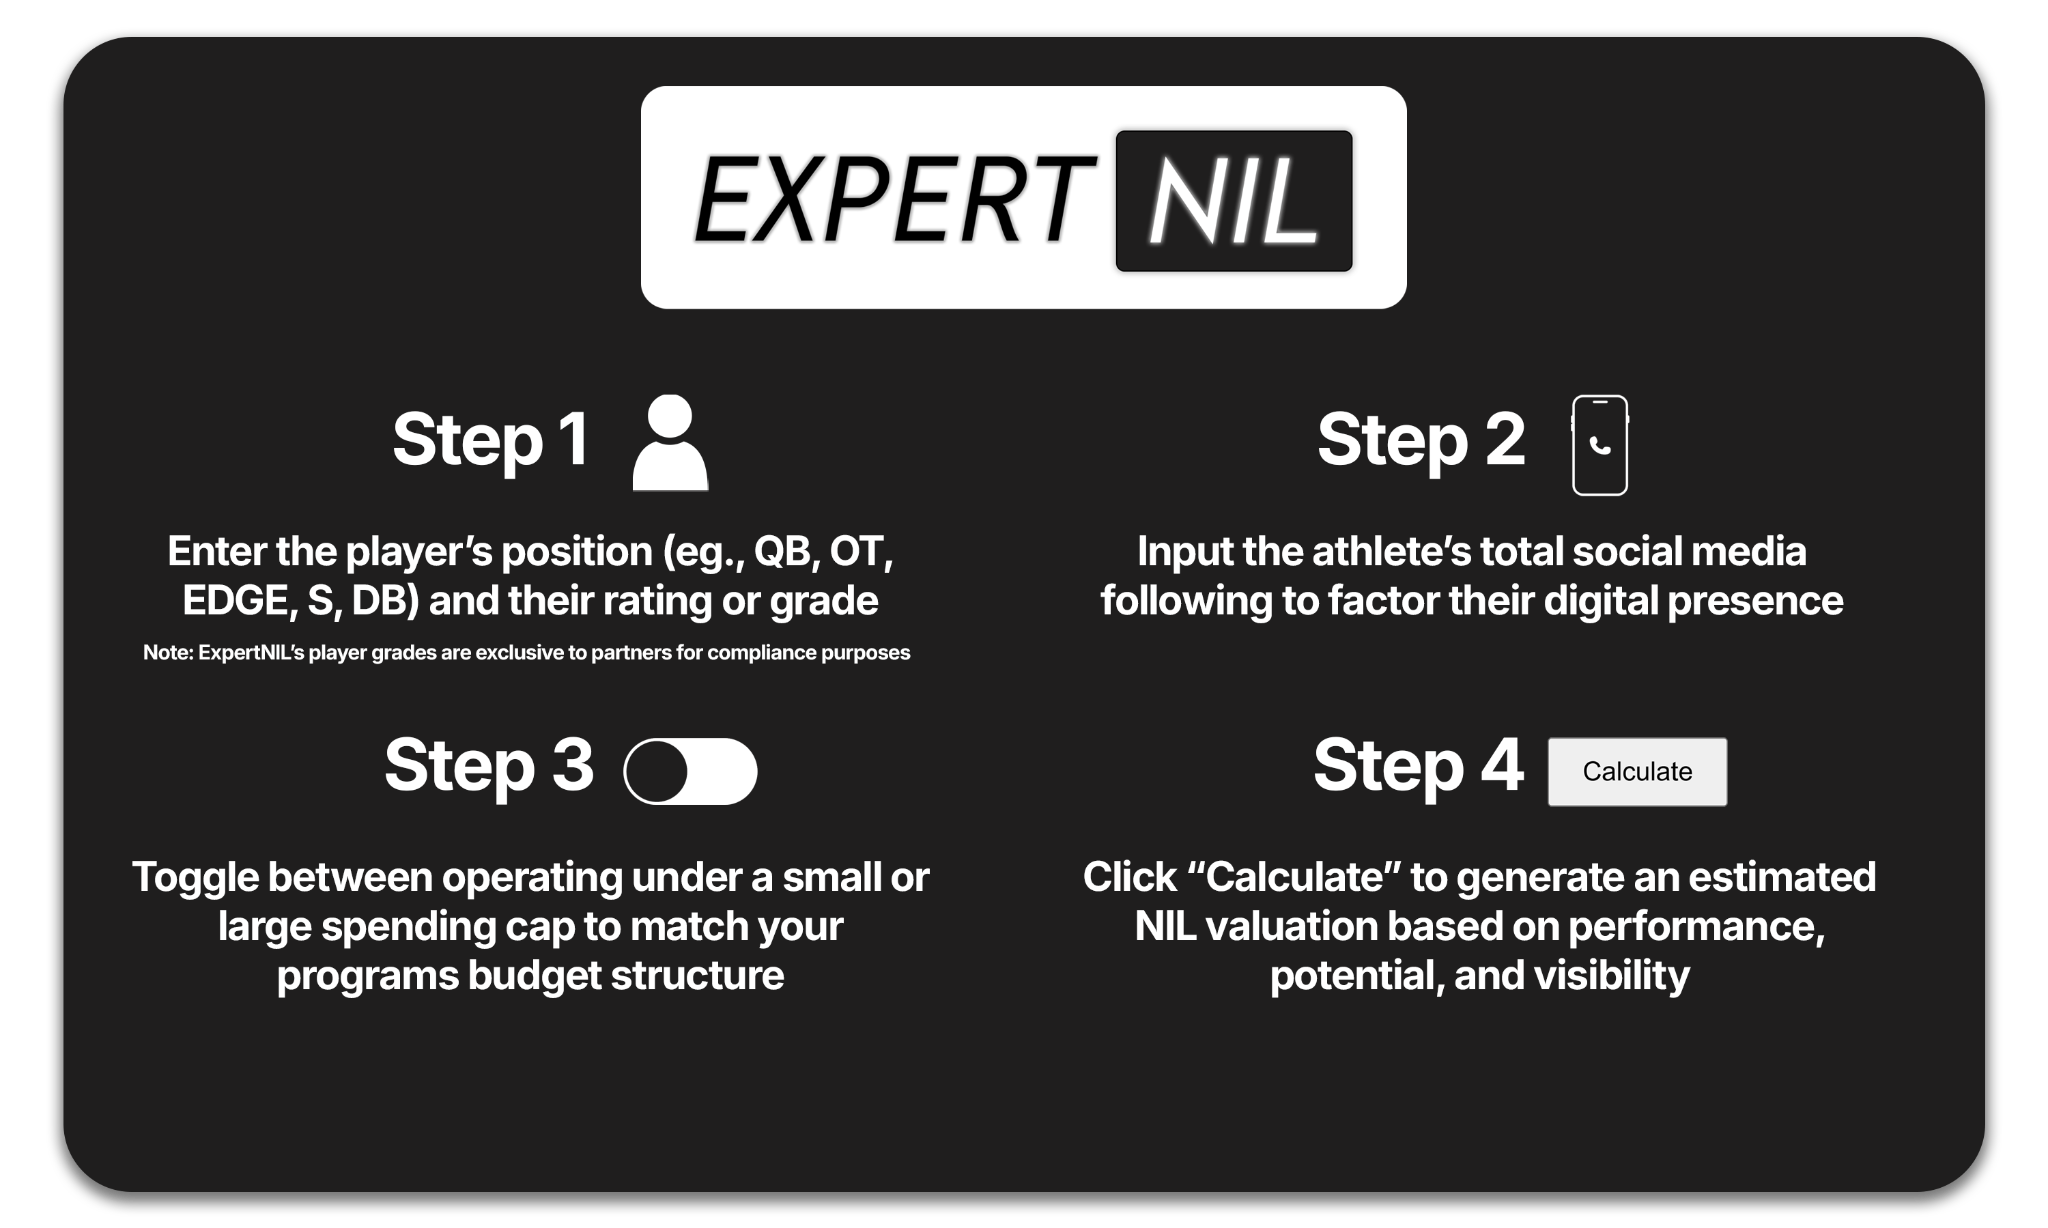 EXPERT NIL
Step 1
Enter the player’s position (eg., QB, OT,
EDGE, S, DB) and their rating or grade
Note: ExpertNIL’s player grades are exclusive to partners for compliance purposes
Step 2
Input the athlete’s total social media
following to factor their digital presence
Step 3
Toggle between operating under a small or
large spending cap to match your
programs budget structure
Step 4
Calculate
Click “Calculate” to generate an estimated
NIL valuation based on performance,
potential, and visibility